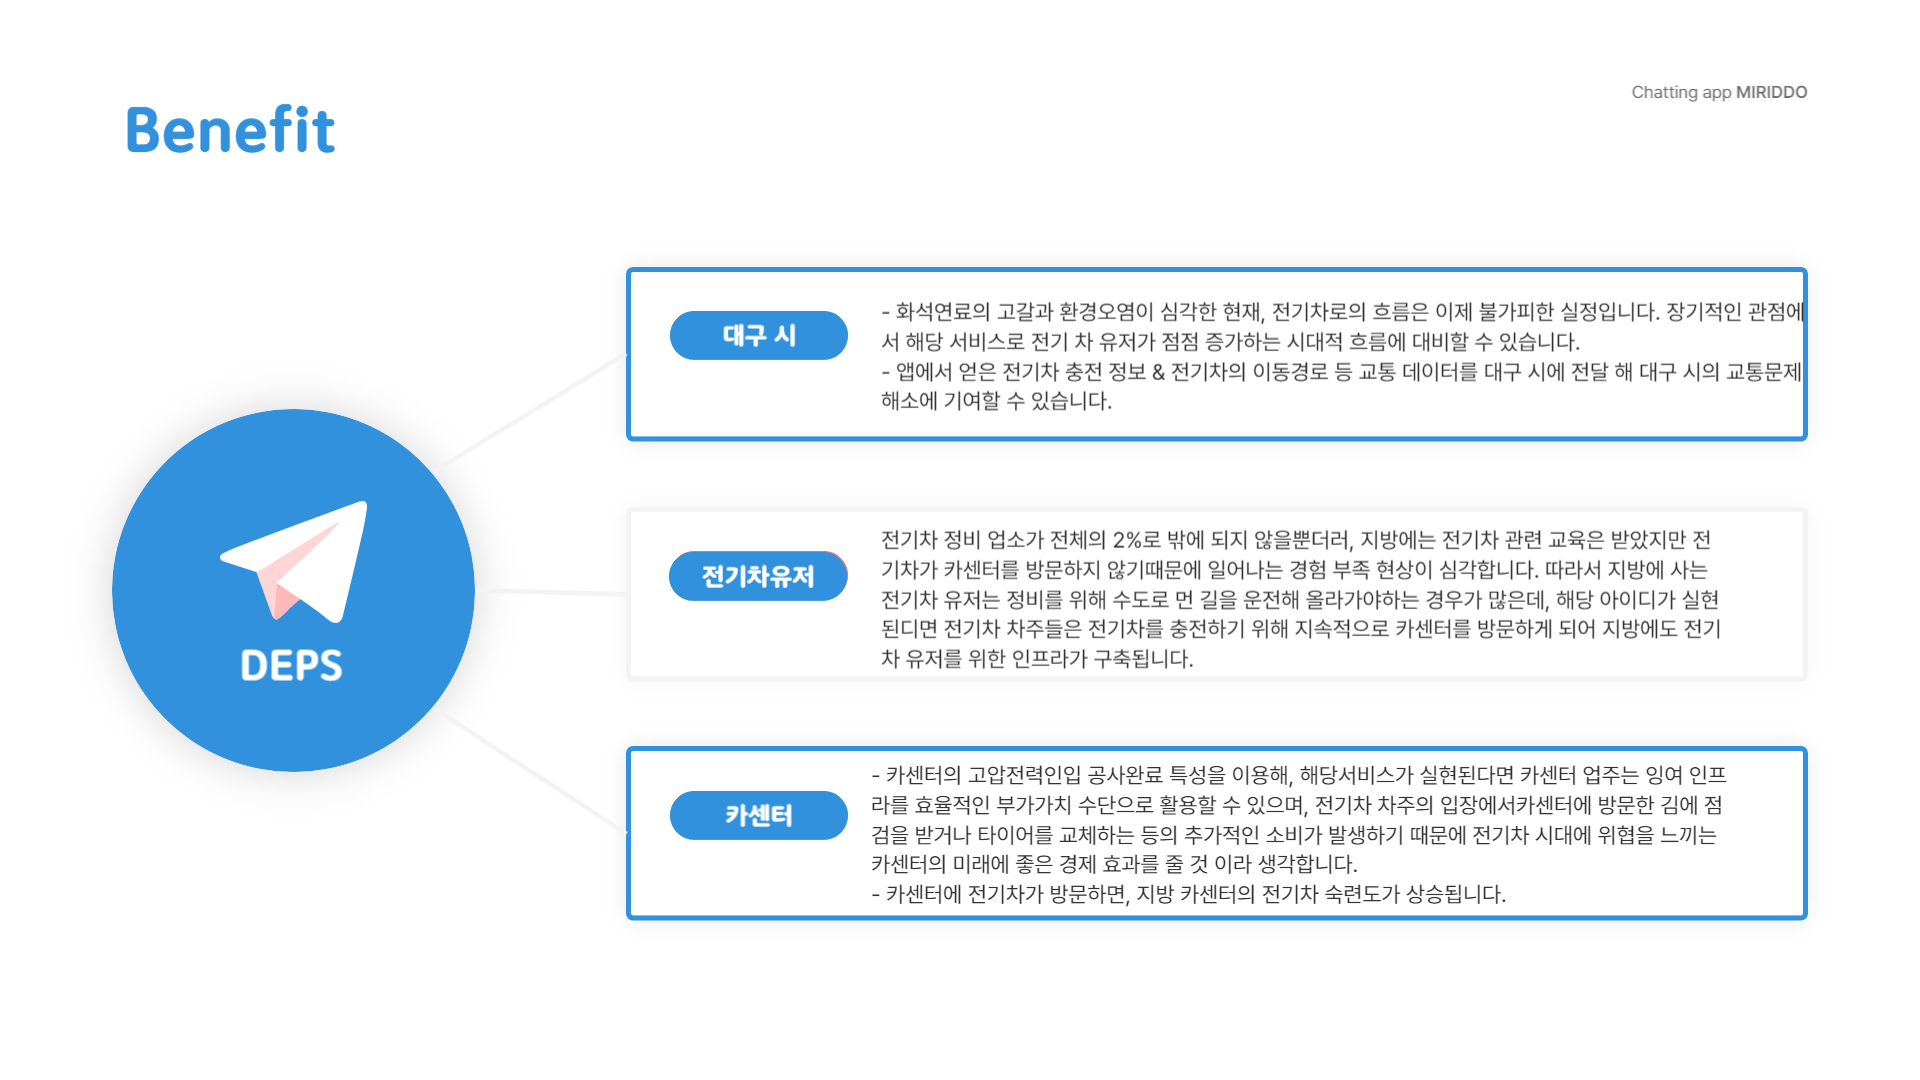 Benefit
Chatting app MIRIDDO
대구 시
- 화석연료의 고갈과 환경오염이 심각한 현재, 전기차로의 흐름은 이제 불가피한 실정입니다. 장기적인 관점에
서 해당 서비스로 전기 차 유저가 점점 증가하는 시대적 흐름에 대비할 수 있습니다.
- 앱에서 얻은 전기차 충전 정보 & 전기차의 이동경로 등 교통 데이터를 대구 시에 전달 해 대구 시의 교통문제
해소에 기여할 수 있습니다.
전기차유저
전기차 정비 업소가 전체의 2%로 밖에 되지 않을뿐더러, 지방에는 전기차 관련 교육은 받았지만 전
기차가 카센터를 방문하지 않기때문에 일어나는 경험 부족 현상이 심각합니다. 따라서 지방에 사는
전기차 유저는 정비를 위해 수도로 먼 길을 운전해 올라가야하는 경우가 많은데, 해당 아이디가 실현
된디면 전기차 차주들은 전기차를 충전하기 위해 지속적으로 카센터를 방문하게 되어 지방에도 전기
차 유저를 위한 인프라가 구축됩니다.
DEPS
카센터
- 카센터의 고압전력인입 공사완료 특성을 이용해, 해당서비스가 실현된다면 카센터 업주는 잉여 인프
라를 효율적인 부가가치 수단으로 활용할 수 있으며, 전기차 차주의 입장에서카센터에 방문한 김에 점
검을 받거나 타이어를 교체하는 등의 추가적인 소비가 발생하기 때문에 전기차 시대에 위협을 느끼는
카센터의 미래에 좋은 경제 효과를 줄 것 이라 생각합니다.
- 카센터에 전기차가 방문하면, 지방 카센터의 전기차 숙련도가 상승됩니다.